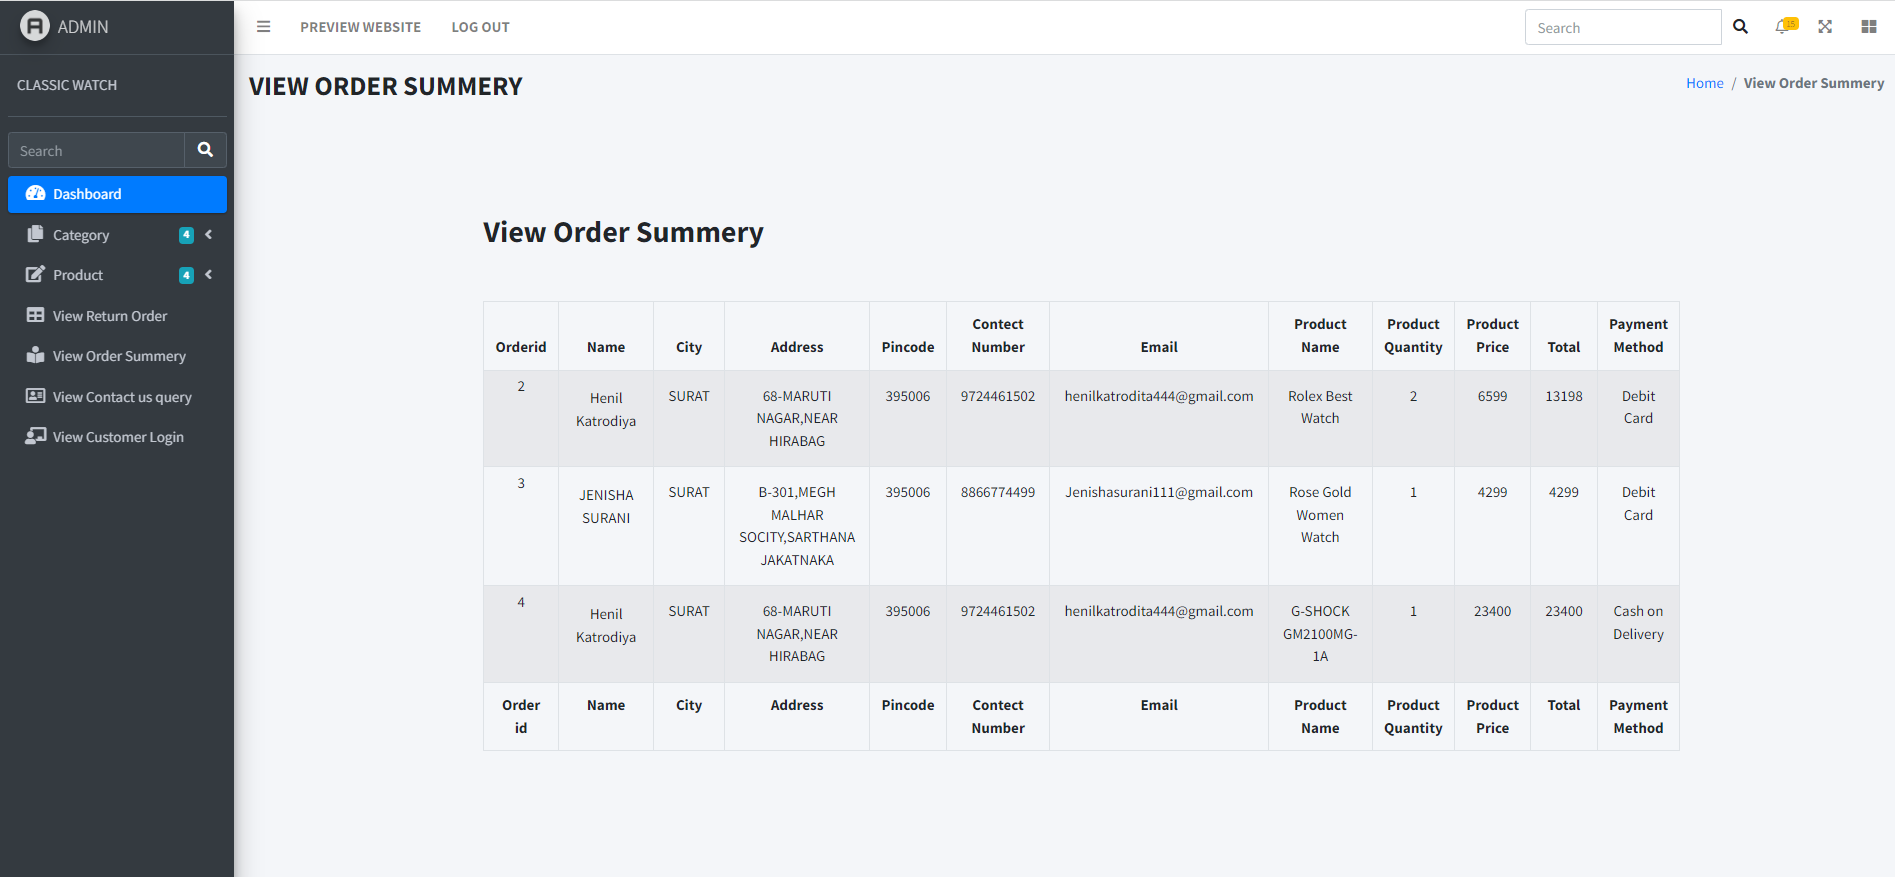 ADMIN
PREVIEW WEBSITE
LOG OUT
Search
15
CLASSIC WATCH
VIEW ORDER SUMMERY
Home / View Order Summery
Search
Dashboard
Category 4
Product 4
View Return Order
View Order Summery
View Contact us query
View Customer Login
View Order Summery
Orderid Name City Address Pincode Contect Number Email Product Name Product Quantity Product Price Total Payment Method
2 Henil Katrodiya SURAT 68-MARUTI NAGAR,NEAR HIRABAG 395006 9724461502 henilkatrodita444@gmail.com Rolex Best Watch 2 6599 13198 Debit Card
3 JENISHA SURANI SURAT B-301,MEGH MALHAR SOCITY,SARTHANA JAKATNAKA 395006 8866774499 Jenishasurani111@gmail.com Rose Gold Women Watch 1 4299 4299 Debit Card
4 Henil Katrodiya SURAT 68-MARUTI NAGAR,NEAR HIRABAG 395006 9724461502 henilkatrodita444@gmail.com G-SHOCK GM2100MG-1A 1 23400 23400 Cash on Delivery
Order id Name City Address Pincode Contect Number Email Product Name Product Quantity Product Price Total Payment Method